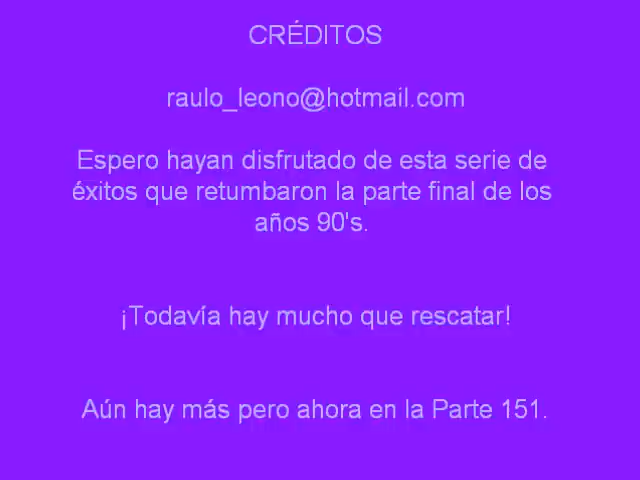 CRÉDITOS
raulo_leono@hotmail.com
Espero hayan disfrutado de esta serie de
éxitos que retumbaron la parte final de los
años 90's.
¡Todavía hay mucho que rescatar!
Aún hay más pero ahora en la Parte 151.